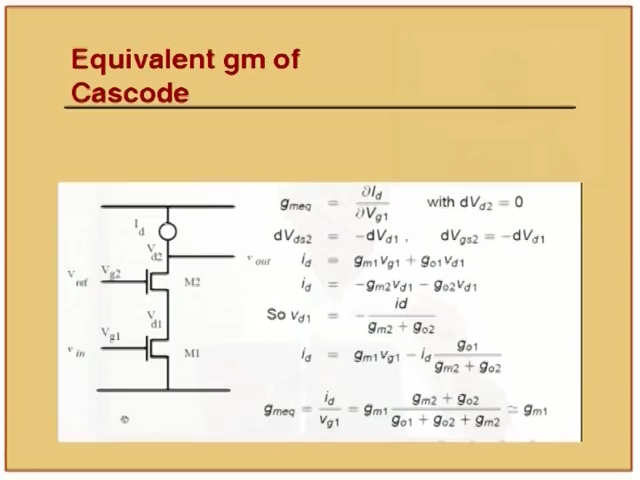 Equivalent gm of
Cascode
I_d
V_d2
v_out
V_ref V_g2
M2
V_d1
V_g1
v_in
M1
©
g_meq = ∂I_d / ∂V_g1 with dV_d2 = 0
dV_ds2 = −dV_d1 , dV_gs2 = −dV_d1
i_d = g_m1 v_g1 + g_o1 v_d1
i_d = −g_m2 v_d1 − g_o2 v_d1
So v_d1 = − id / (g_m2 + g_o2)
i_d = g_m1 v_g1 − i_d g_o1 / (g_m2 + g_o2)
g_meq = i_d / v_g1 = g_m1 (g_m2 + g_o2) / (g_o1 + g_o2 + g_m2) ≃ g_m1